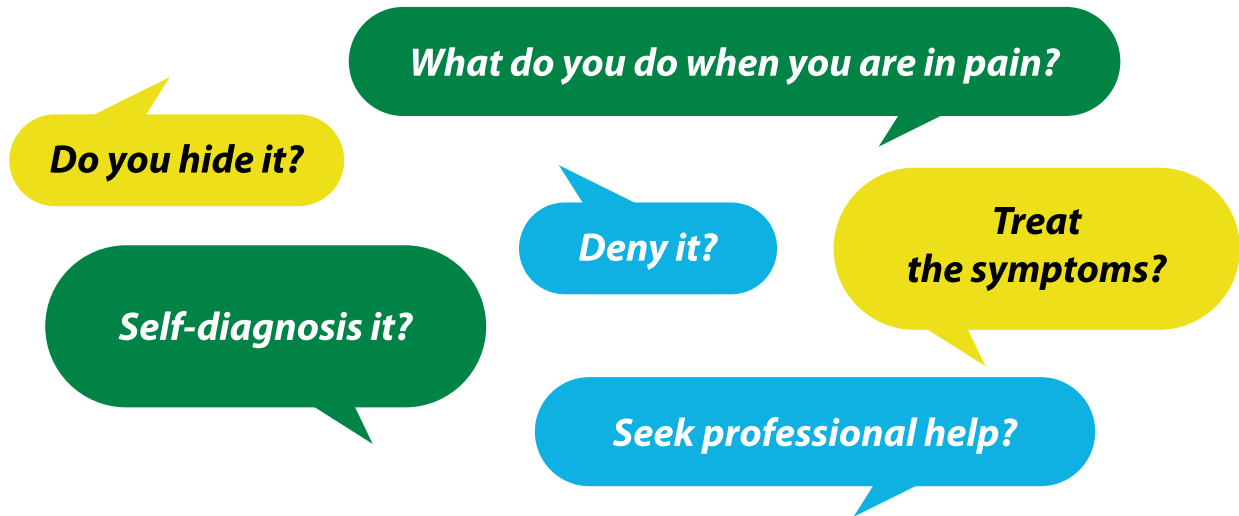 What do you do when you are in pain?
Do you hide it?
Deny it?
Treat
the symptoms?
Self-diagnosis it?
Seek professional help?